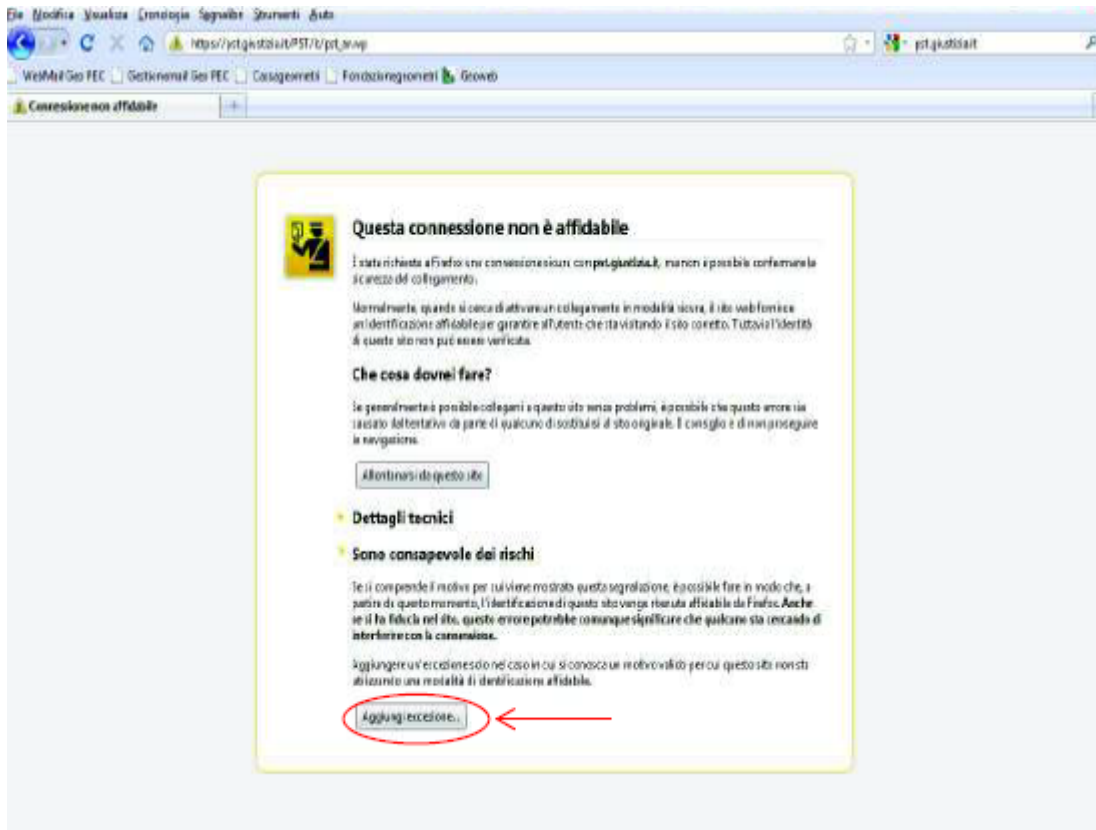 File Modifica Visualizza Cronologia Segnalibri Strumenti Aiuto
pst.giustizia.it
WebMail Geo PEC Gestionemail Geo PEC Cassageometri Fondazionegeometri Geoweb
Connessione non affidabile
Questa connessione non è affidabile
È stata richiesta a Firefox una connessione sicura con pst.giustizia.it, ma non è possibile confermare la
sicurezza del collegamento.
Normalmente, quando si cerca di attivare un collegamento in modalità sicura, il sito web fornisce
un'identificazione affidabile per garantire all'utente che sta visitando il sito corretto. Tuttavia l'identità
di questo sito non può essere verificata.
Che cosa dovrei fare?
Se generalmente è possibile collegarsi a questo sito senza problemi, è possibile che questo errore sia
causato dal tentativo da parte di qualcuno di sostituirsi al sito originale. Il consiglio è di non proseguire
la navigazione.
Allontanarsi da questo sito
Dettagli tecnici
Sono consapevole dei rischi
Se si comprende il motivo per cui viene mostrata questa segnalazione, è possibile fare in modo che, a
partire da questo momento, l'identificazione di questo sito venga ritenuta affidabile da Firefox. Anche
se si ha fiducia nel sito, questo errore potrebbe comunque significare che qualcuno sta cercando di
interferire con la connessione.
Aggiungere un'eccezione solo nel caso in cui si conosca un motivo valido per cui questo sito non stia
utilizzando una modalità di identificazione affidabile.
Aggiungi eccezione...